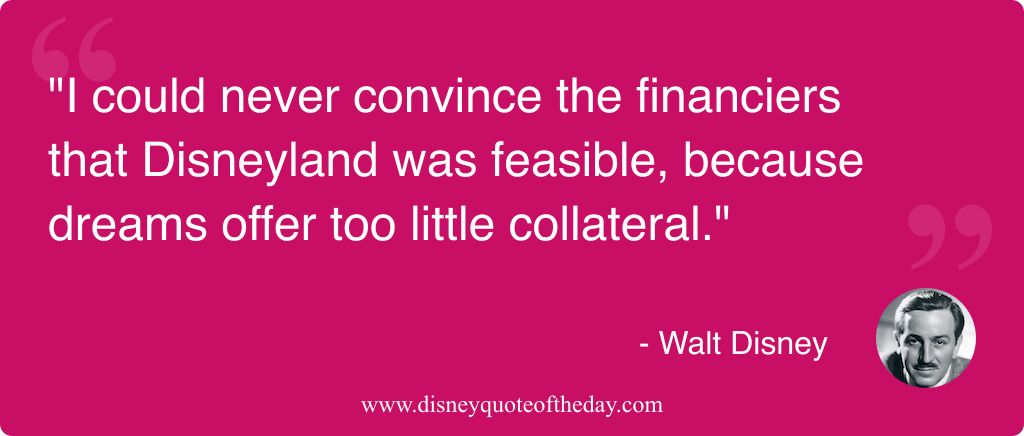 "I could never convince the financiers
that Disneyland was feasible, because
dreams offer too little collateral."
- Walt Disney
www.disneyquoteoftheday.com